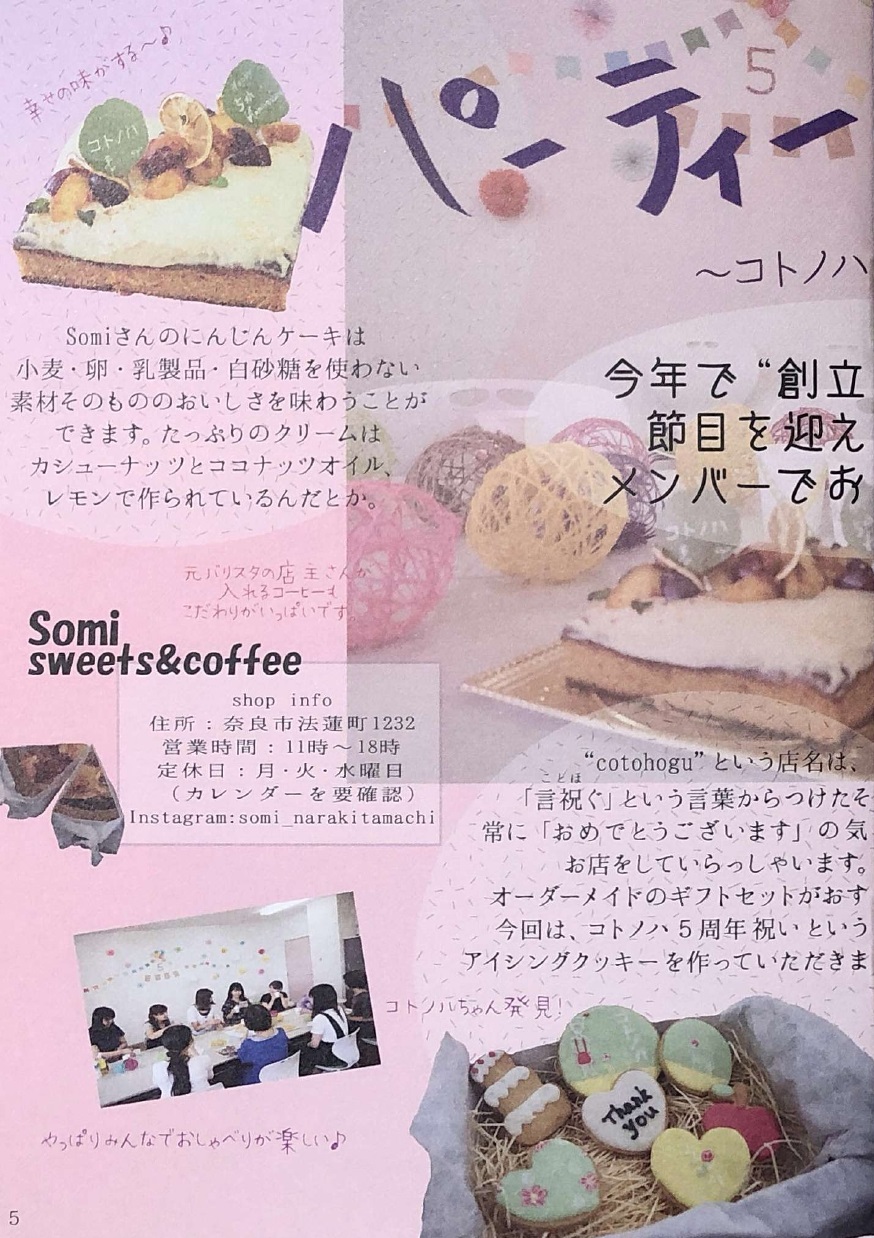 幸せの味がする〜♪
コトノハ
5th
パーティー
5
〜コトノハ
Somiさんのにんじんケーキは
小麦・卵・乳製品・白砂糖を使わない
素材そのもののおいしさを味わうことが
できます。たっぷりのクリームは
カシューナッツとココナッツオイル、
レモンで作られているんだとか。
今年で“創立
節目を迎え
メンバーでお
コトノハ
元バリスタの店主さんが
入れるコーヒーも
こだわりがいっぱいです。
Somi
sweets&coffee
shop info
住所：奈良市法蓮町1232
営業時間：11時〜18時
定休日：月・火・水曜日
（カレンダーを要確認）
Instagram:somi_narakitamachi
“cotohogu”という店名は、
ことほ
「言祝ぐ」という言葉からつけたそ
常に「おめでとうございます」の気
お店をしていらっしゃいます。
オーダーメイドのギフトセットがおす
今回は、コトノハ5周年祝いという
アイシングクッキーを作っていただきま
コトノハちゃん発見！
Thank
you
やっぱりみんなでおしゃべりが楽しい♪
5